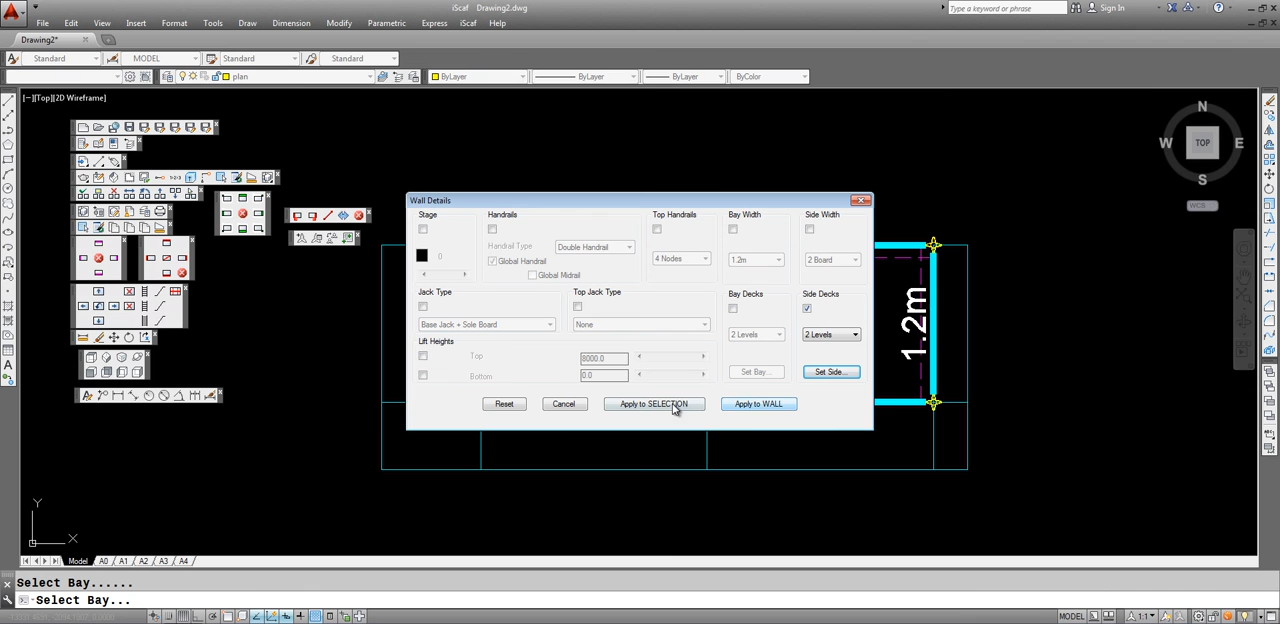 iScaf Drawing2.dwg
Type a keyword or phrase
Sign In
File Edit View Insert Format Tools Draw Dimension Modify Parametric Express iScaf Help
Drawing2*
Standard MODEL Standard Standard
plan ByLayer ByLayer ByLayer ByColor
[−][Top][2D Wireframe]
N
W TOP E
S
WCS
Wall Details
Stage Handrails Top Handrails Bay Width Side Width
Handrail Type Double Handrail
0 Global Handrail 4 Nodes 1.2m 2 Board
Global Midrail
Jack Type Top Jack Type Bay Decks Side Decks
Base Jack + Sole Board None 2 Levels 2 Levels
Lift Heights
Top 8000.0
Bottom 0.0
Set Bay... Set Side...
Reset Cancel Apply to SELECTION Apply to WALL
1.2m
Y
X
Model A0 A1 A2 A3 A4
Select Bay......
Select Bay...
MODEL 1:1